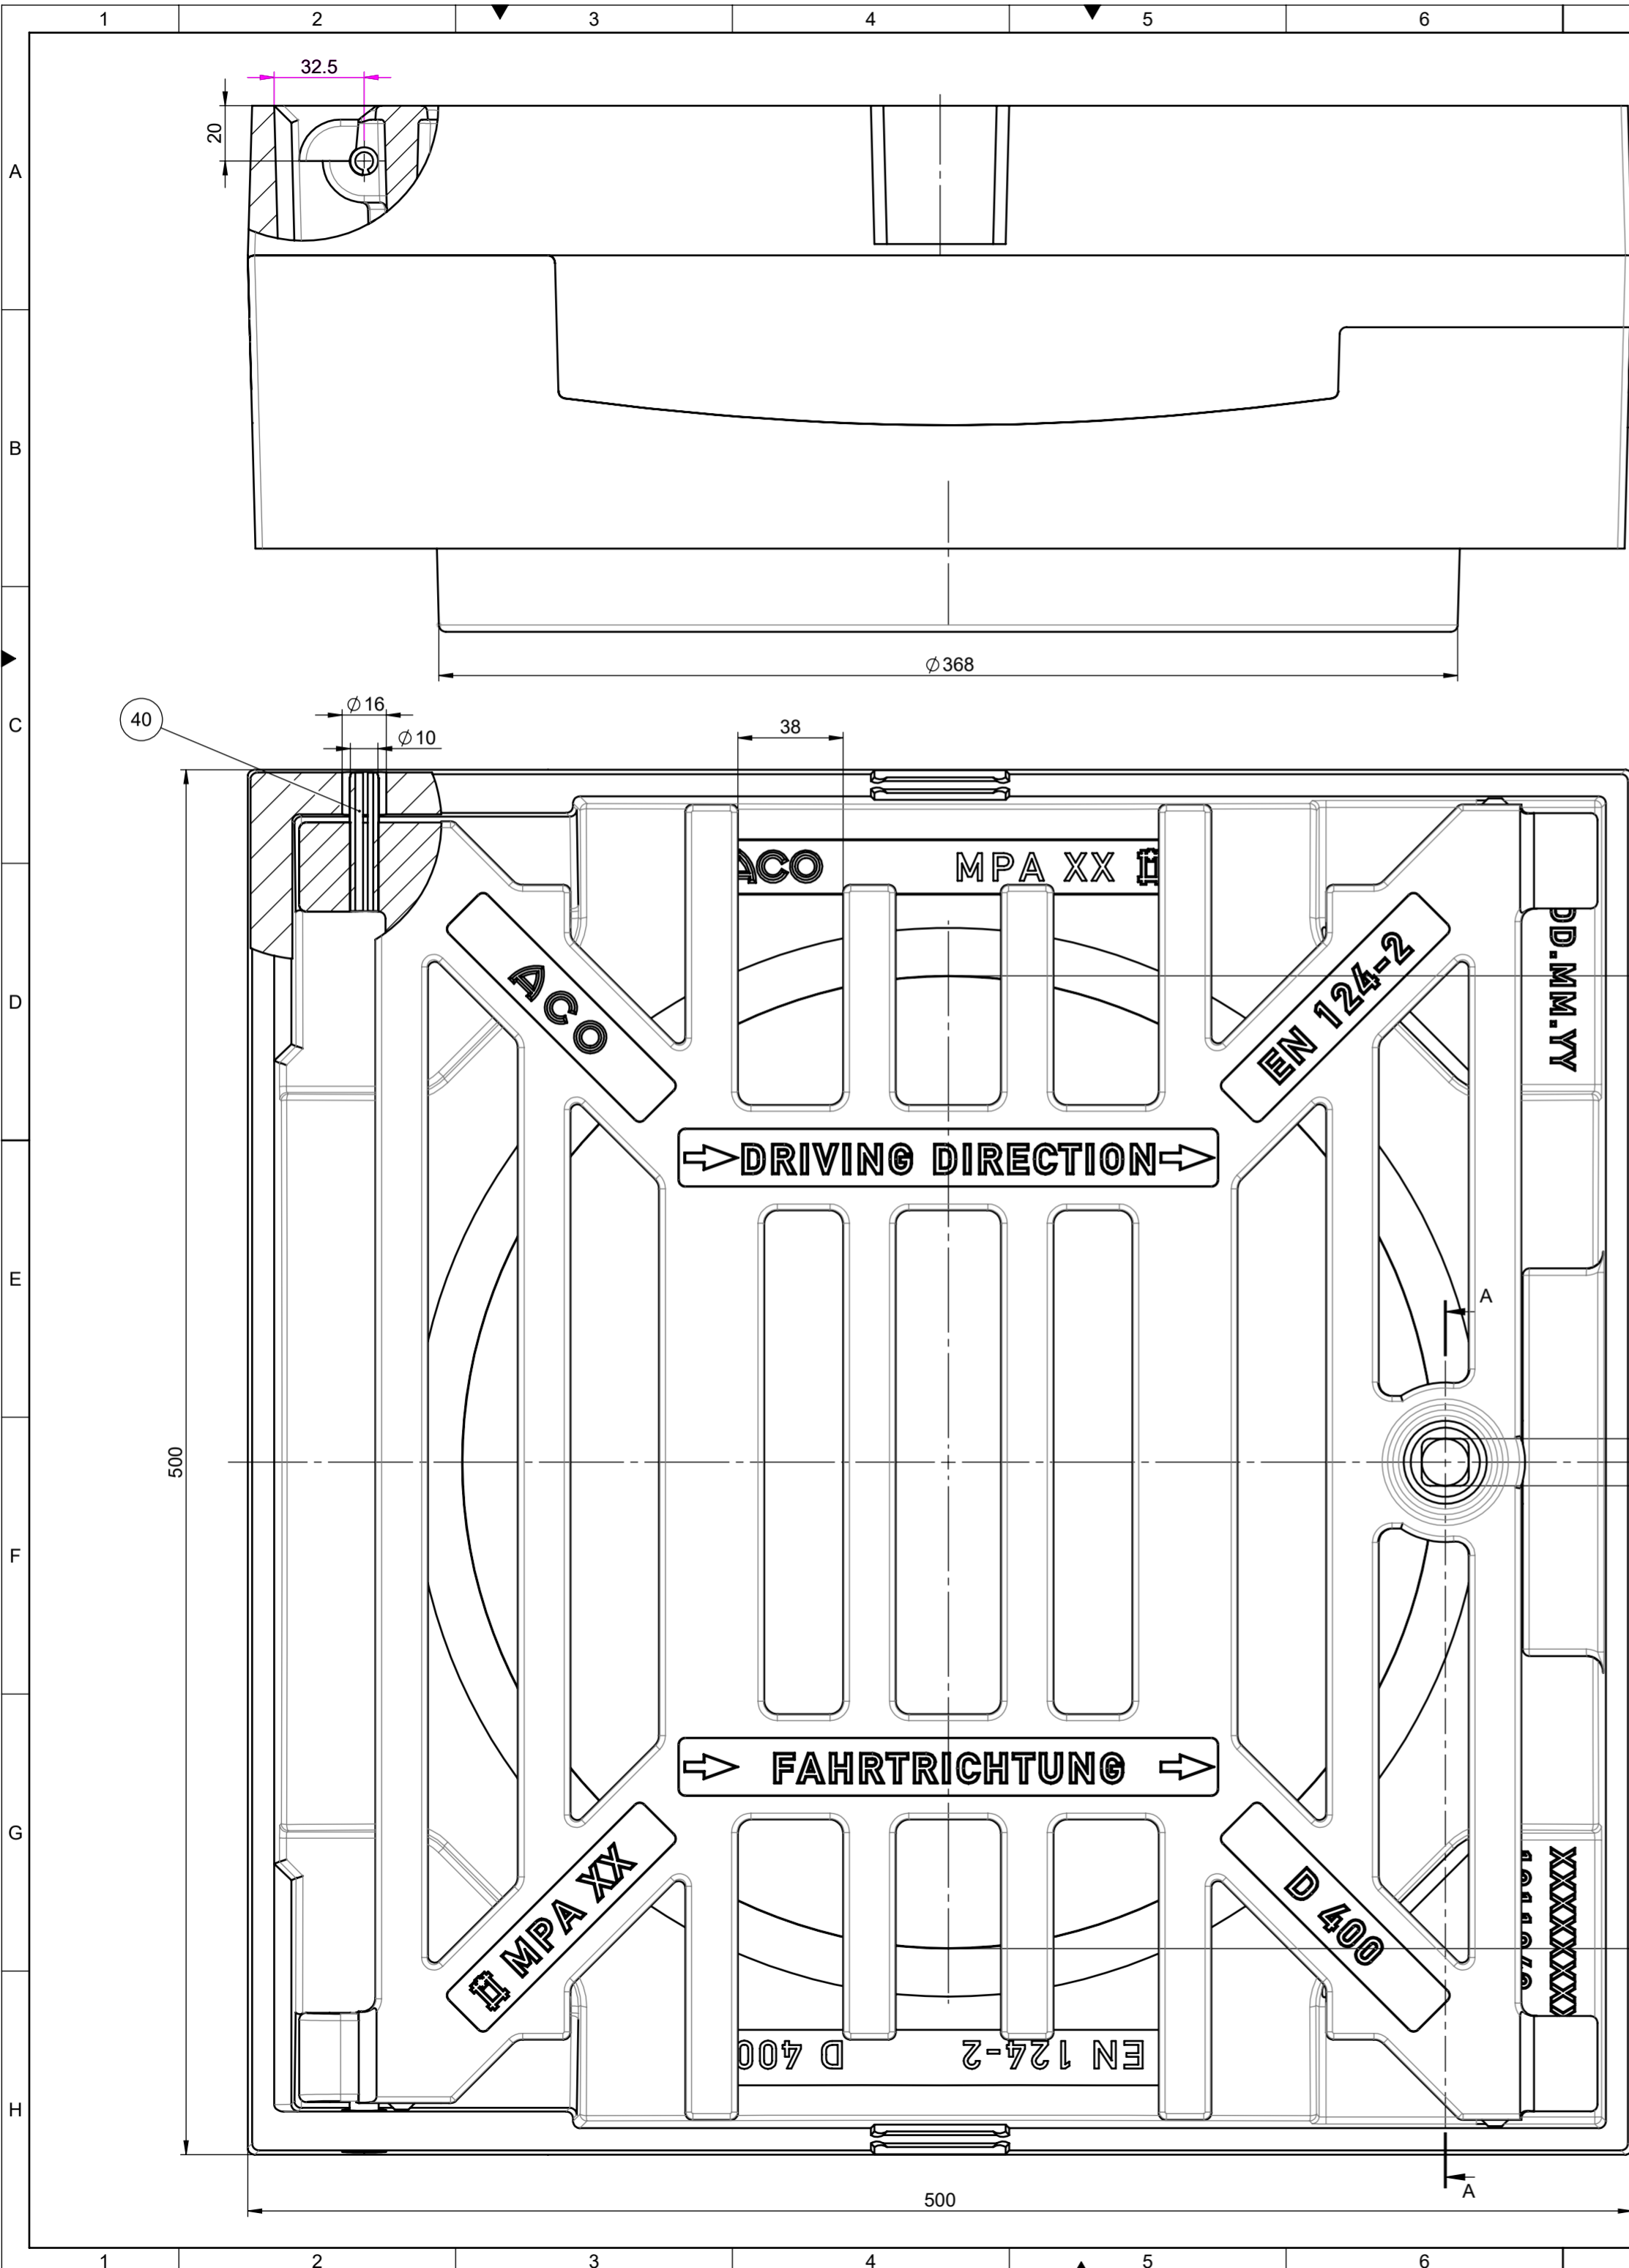 1 2 3 4 5 6
32.5
20
A
B
⌀368
C
40
⌀16
⌀10
38
ACO MPA XX
D
ACO
EN 124-2
DD.MM.YY
DRIVING DIRECTION
E
A
500
F
FAHRTRICHTUNG
G
MPA XX
D 400
XXXXXXXX
D 400 EN 124-2
H
A
500
1 2 3 4 5 6